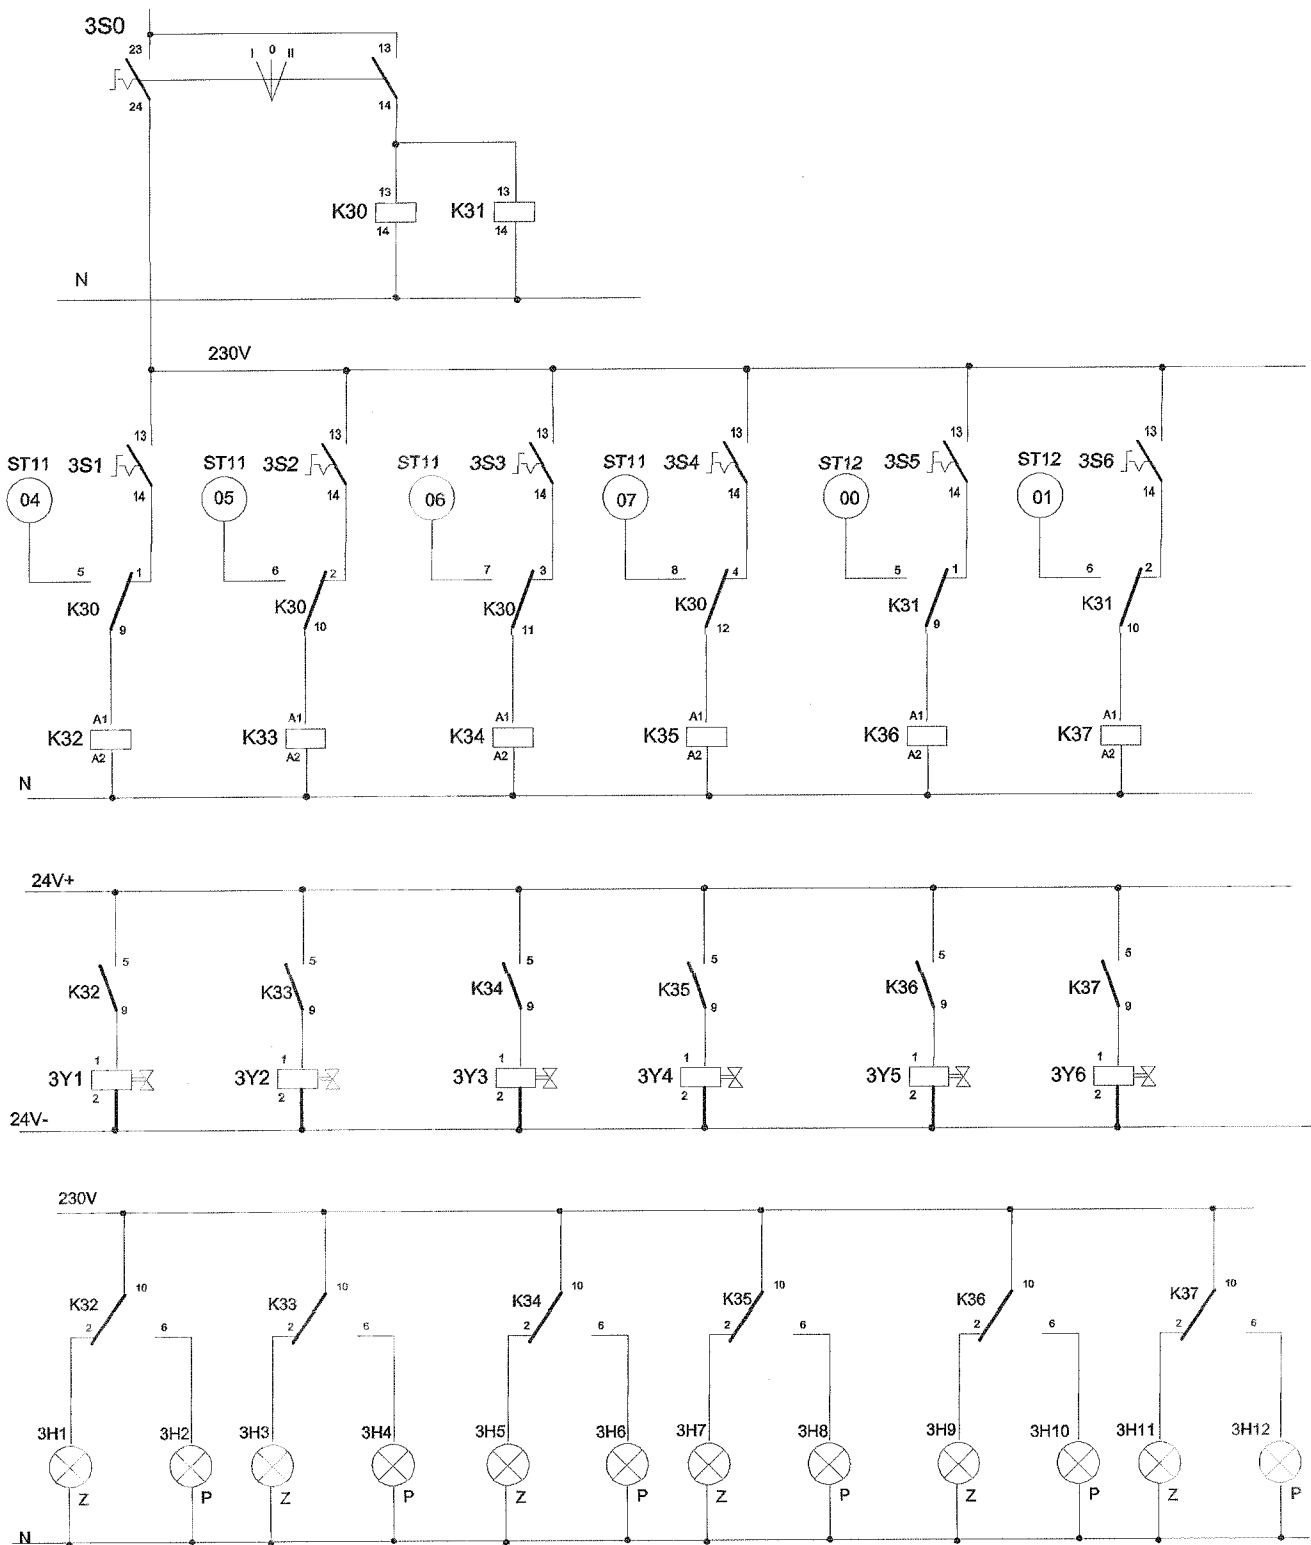 3S0
23 I 0 II 13
24 14
13 13
K30 K31
14 14
N
230V
13 13 13 13 13 13
ST11 3S1 ST11 3S2 ST11 3S3 ST11 3S4 ST12 3S5 ST12 3S6
04 14 05 14 06 14 07 14 00 14 01 14
5 1 6 2 7 3 8 4 5 1 6 2
K30 K30 K30 K30 K31 K31
9 10 11 12 9 10
A1 A1 A1 A1 A1 A1
K32 K33 K34 K35 K36 K37
A2 A2 A2 A2 A2 A2
N
24V+
5 5 5 5 5 5
K32 K33 K34 K35 K36 K37
9 9 9 9 9 9
1 1 1 1 1 1
3Y1 3Y2 3Y3 3Y4 3Y5 3Y6
2 2 2 2 2 2
24V-
230V
10 10 10 10 10 10
K32 K33 K34 K35 K36 K37
2 6 2 6 2 6 2 6 2 6 2 6
3H1 3H2 3H3 3H4 3H5 3H6 3H7 3H8 3H9 3H10 3H11 3H12
Z P Z P Z P Z P Z P Z P
N